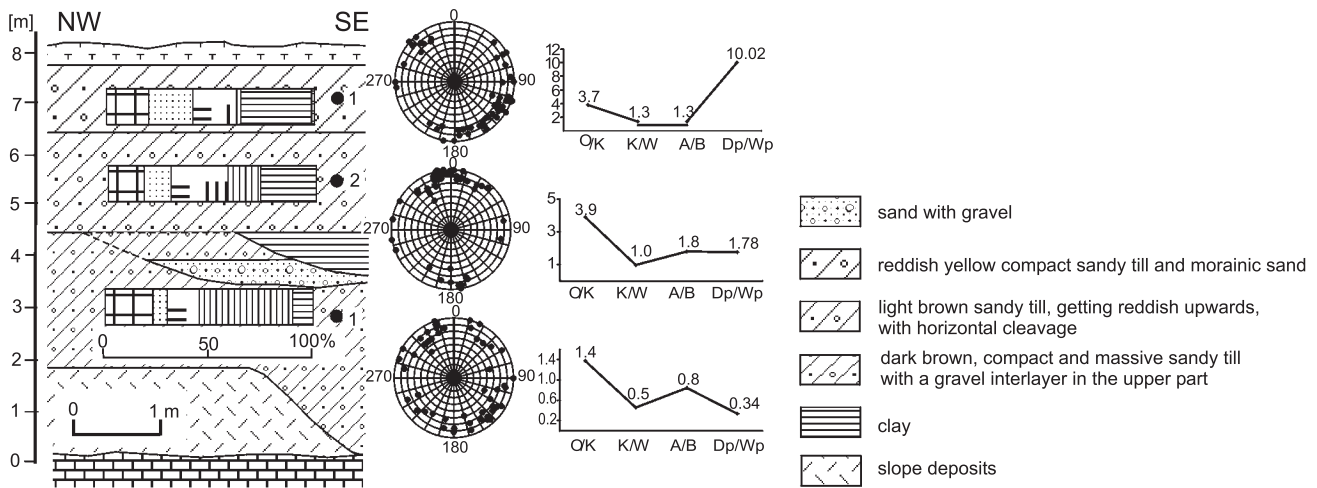 [m] NW SE
8
7
6
5
4
3
2
1
0
1
2
1
0 50 100%
0 1 m
0
270 90
180
0
270 90
180
0
270 90
180
12
10
8
6
4
2
3.7 1.3 1.3 10.02
O/K K/W A/B Dp/Wp
5
3
1
3.9 1.0 1.8 1.78
O/K K/W A/B Dp/Wp
1.4
1.0
0.6
0.2
1.4 0.5 0.8 0.34
O/K K/W A/B Dp/Wp
sand with gravel
reddish yellow compact sandy till and morainic sand
light brown sandy till, getting reddish upwards,
with horizontal cleavage
dark brown, compact and massive sandy till
with a gravel interlayer in the upper part
clay
slope deposits